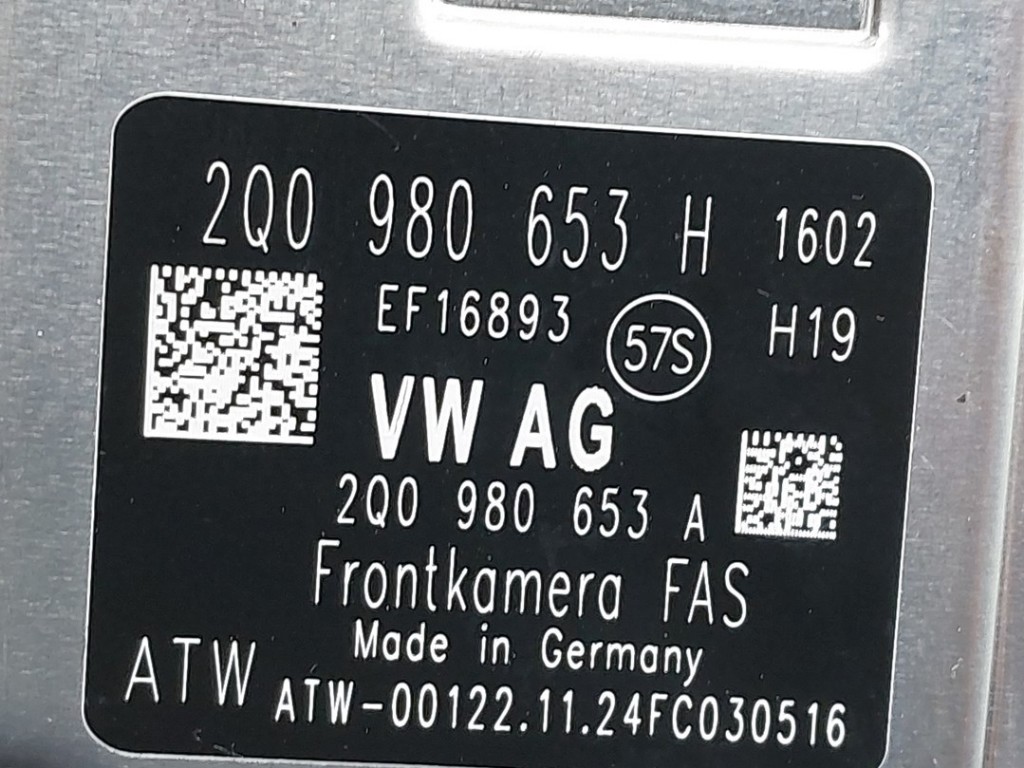 2Q0 980 653 H 1602
EF16893 57S H19
VW AG
2Q0 980 653 A
Frontkamera FAS
Made in Germany
ATW ATW-00122.11.24FC030516